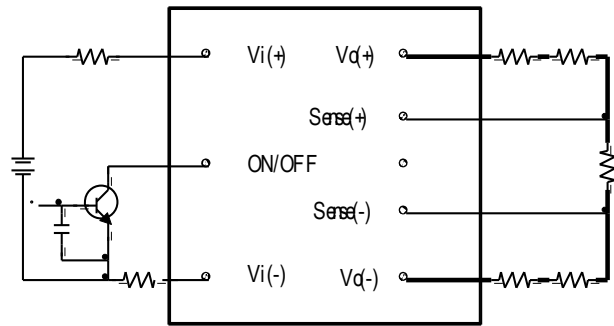 Vi(+) Vo(+)
Sense(+)
ON/OFF
Sense(-)
Vi(-) Vo(-)